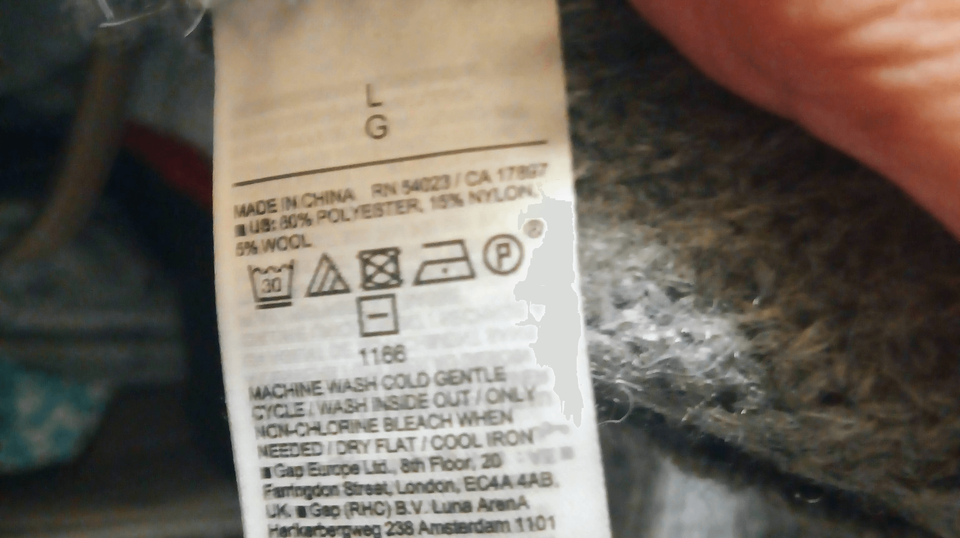 L
G
MADE IN CHINA RN 54023 / CA 17897
US: 80% POLYESTER, 15% NYLON,
5% WOOL
30 P
1166
MACHINE WASH COLD GENTLE
CYCLE / WASH INSIDE OUT / ONLY
NON-CHLORINE BLEACH WHEN
NEEDED / DRY FLAT / COOL IRON
Gap Europe Ltd., 8th Floor, 20
Farringdon Street, London, EC4A 4AB,
UK. Gap (RHC) B.V. Luna ArenA
Herikerbergweg 238 Amsterdam 1101